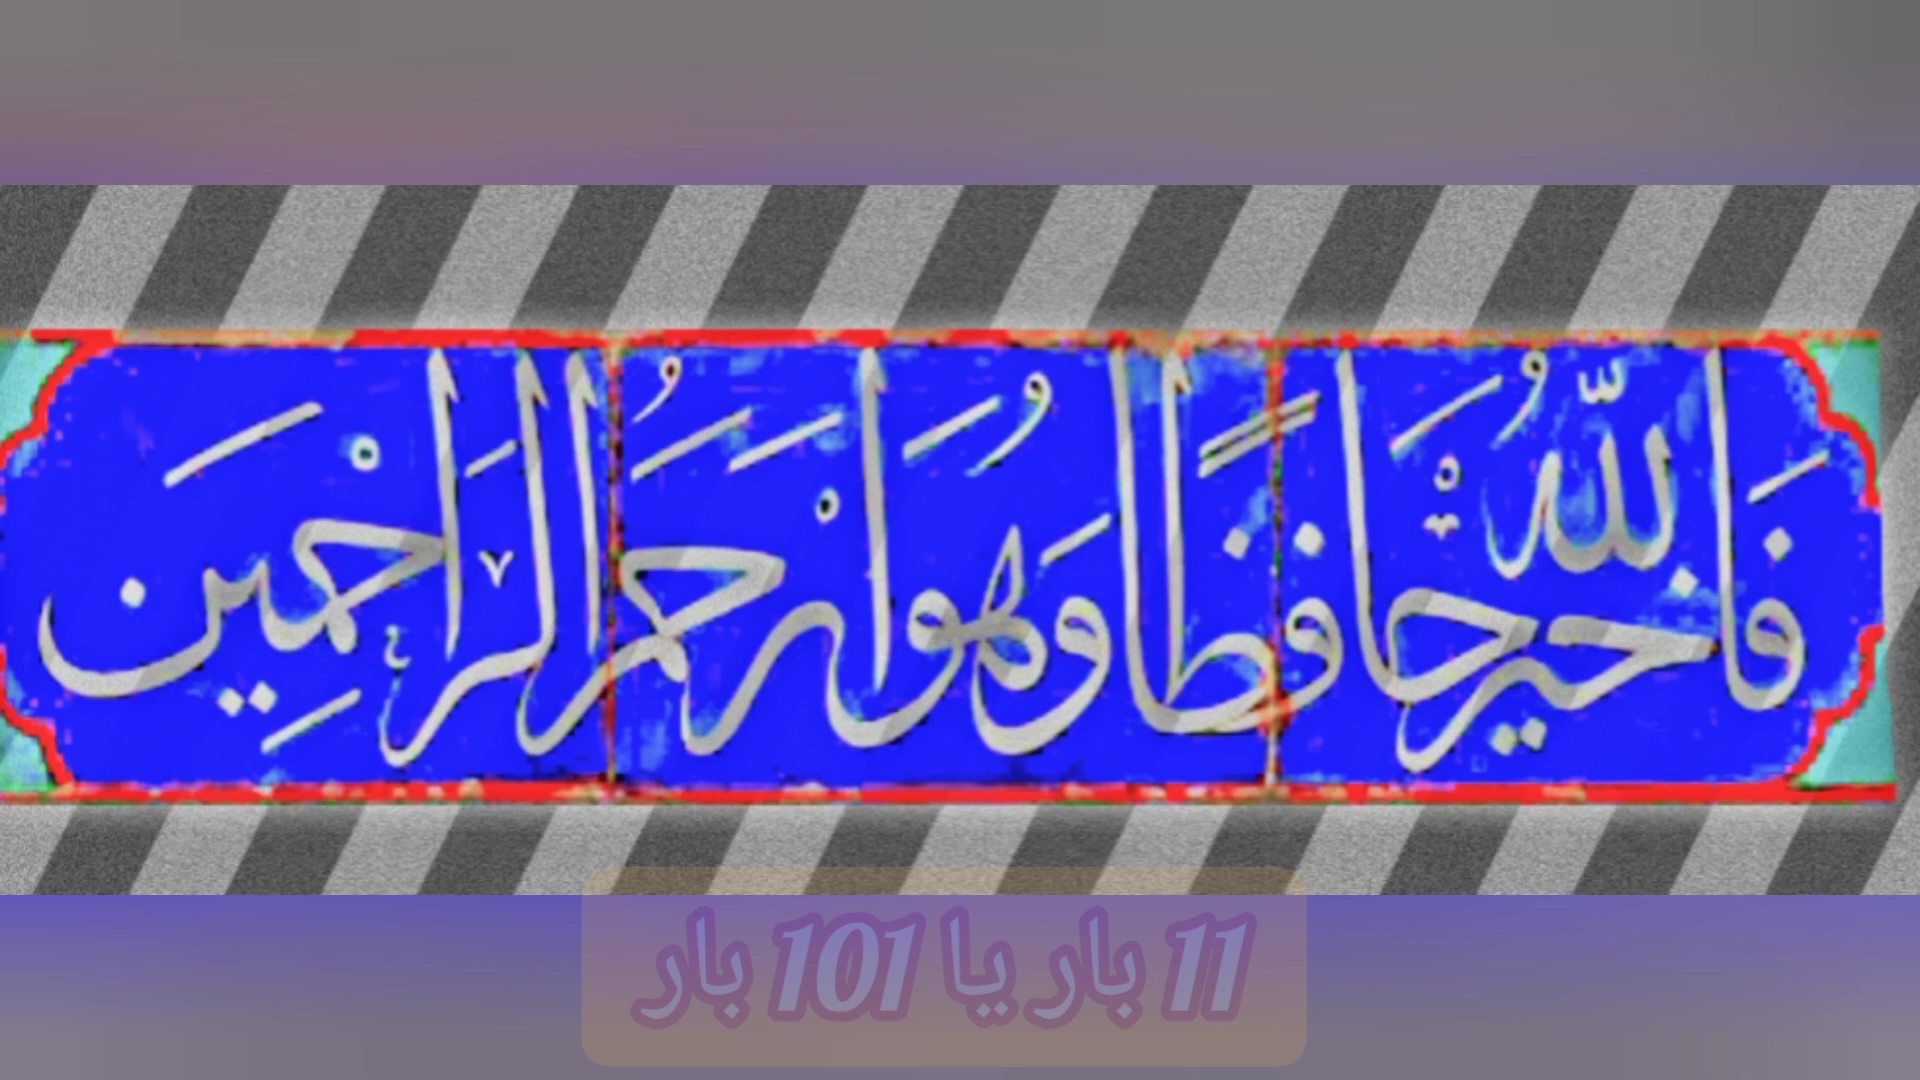 فَاللّٰهُ خَيْرٌ حَافِظًا وَهُوَ اَرْحَمُ الرَّاحْمِينَ
11 بار یا 101 بار